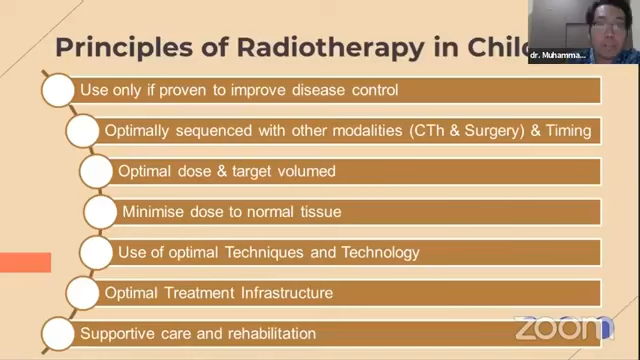 Principles of Radiotherapy in Child
dr. Muhamma...
Use only if proven to improve disease control
Optimally sequenced with other modalities (CTh & Surgery) & Timing
Optimal dose & target volumed
Minimise dose to normal tissue
Use of optimal Techniques and Technology
Optimal Treatment Infrastructure
Supportive care and rehabilitation
zoom